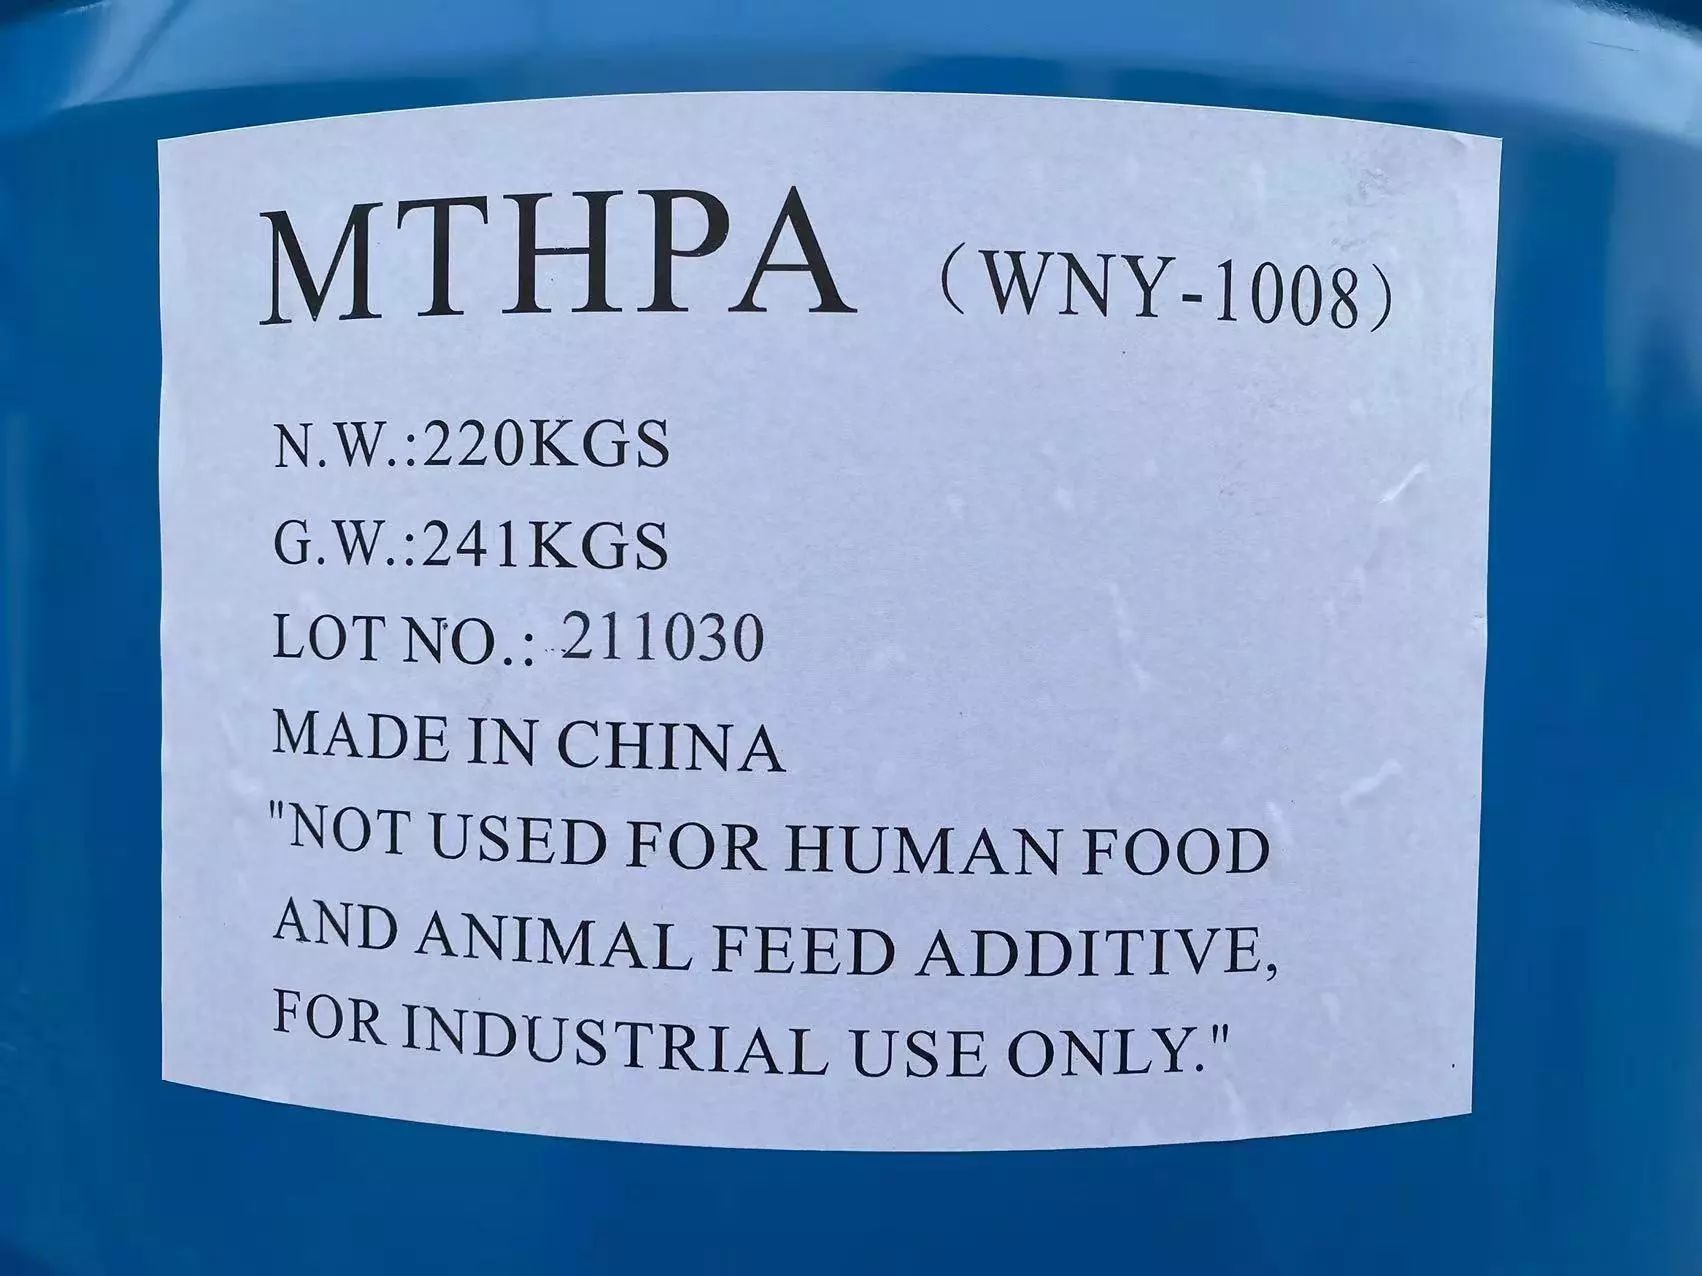 MTHPA （WNY-1008）
N.W.:220KGS
G.W.:241KGS
LOT NO.: 211030
MADE IN CHINA
"NOT USED FOR HUMAN FOOD
AND ANIMAL FEED ADDITIVE,
FOR INDUSTRIAL USE ONLY."